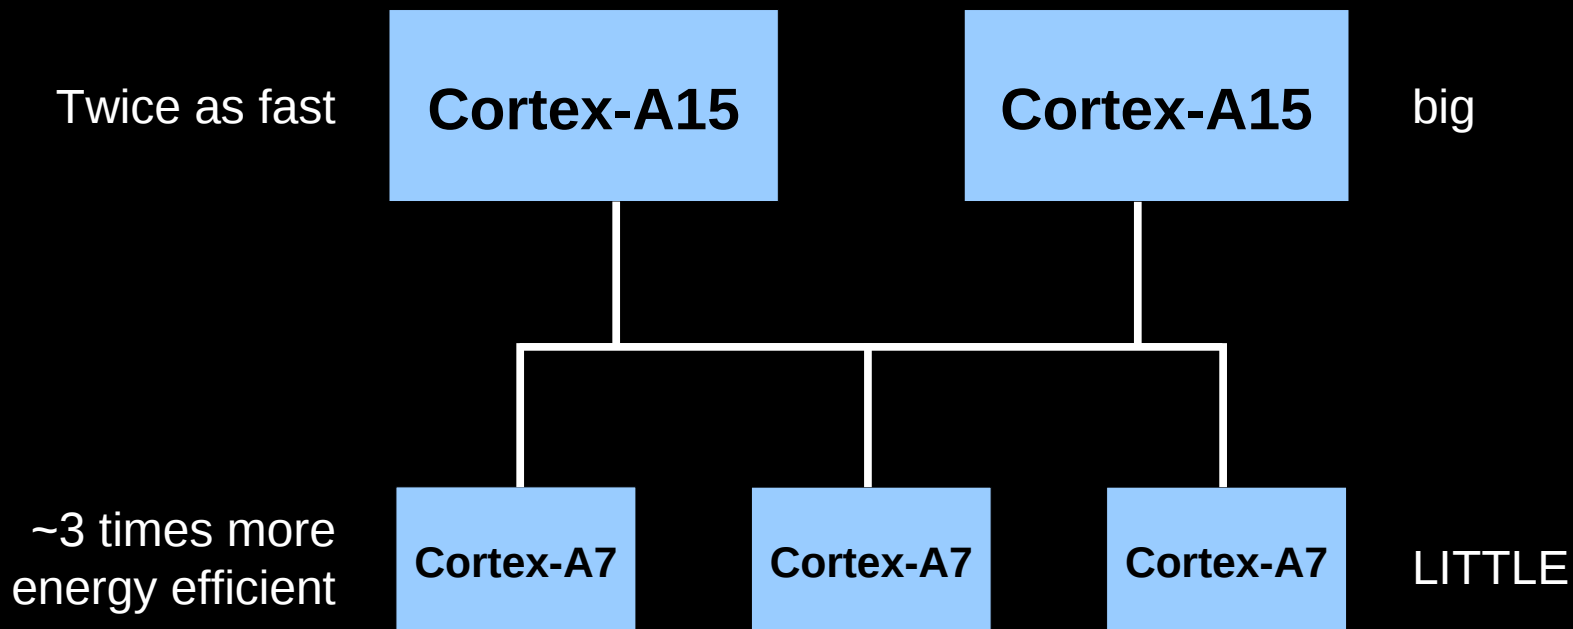 Twice as fast
Cortex-A15
Cortex-A15
big
~3 times more
energy efficient
Cortex-A7
Cortex-A7
Cortex-A7
LITTLE